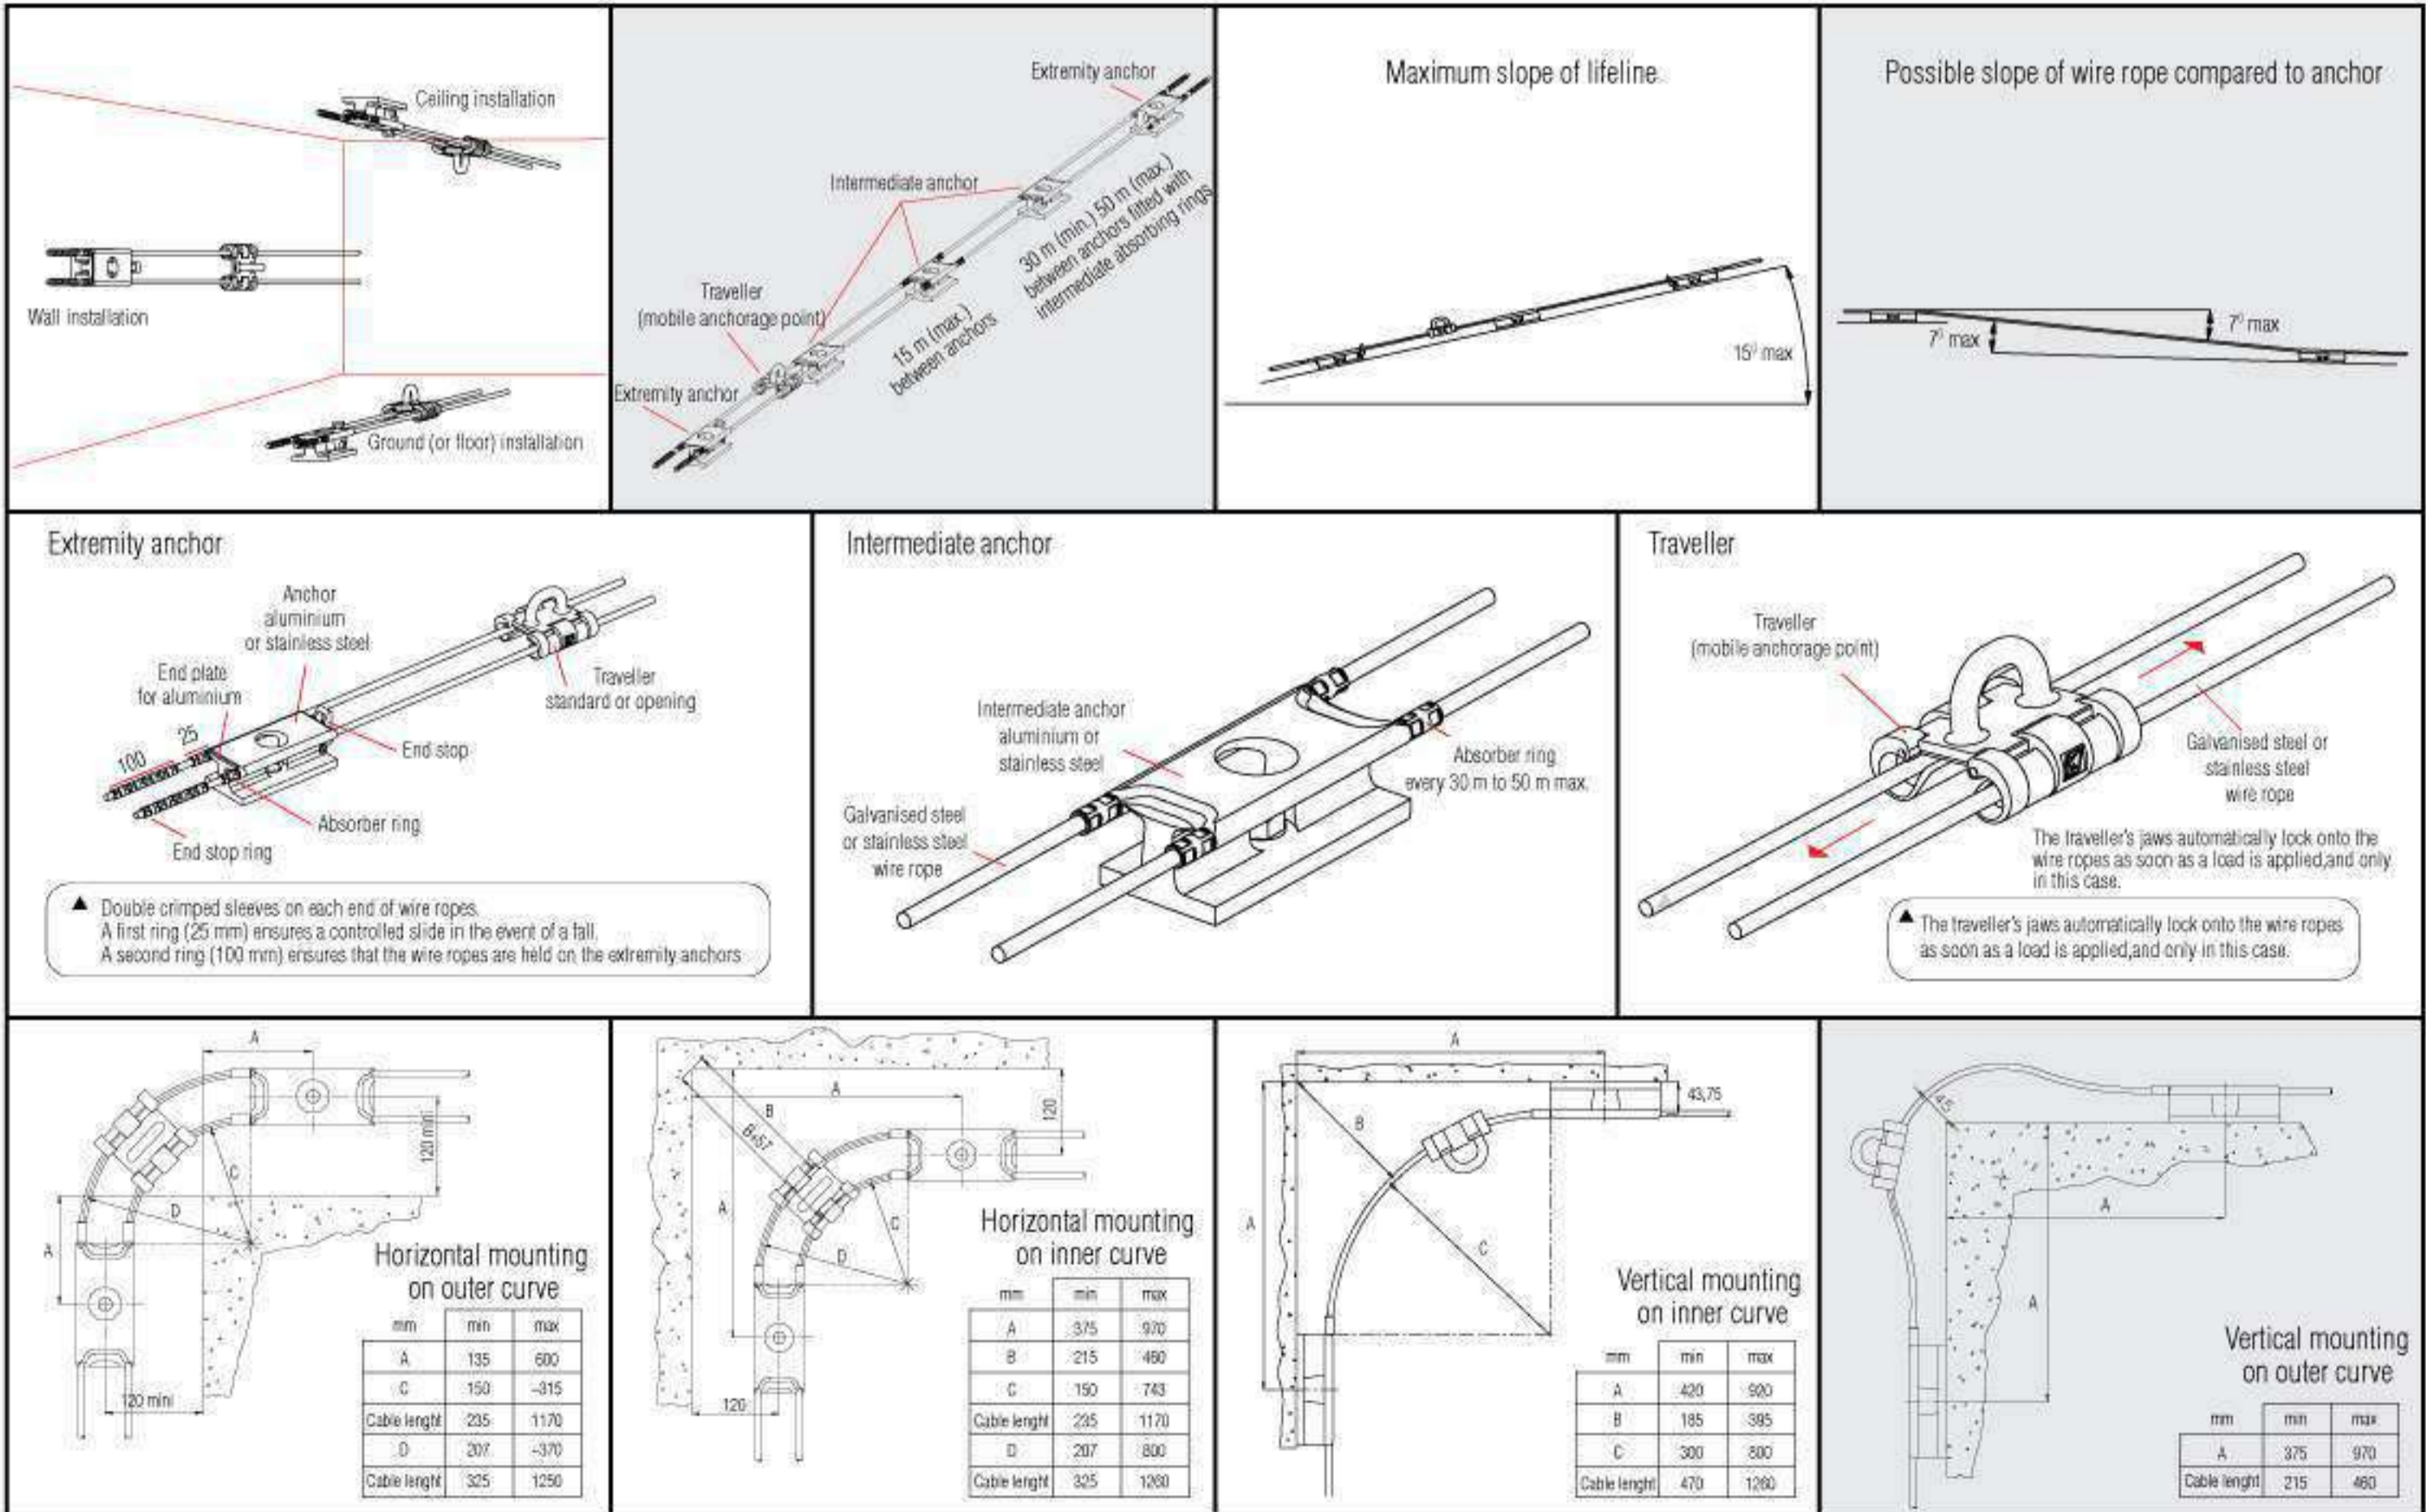 Ceiling installation
Wall installation
Ground (or floor) installation
Extremity anchor
Intermediate anchor
30 m (min.) 50 m (max.)
between anchors fitted with
intermediate absorbing rings
Traveller
(mobile anchorage point)
15 m (max.)
between anchors
Extremity anchor
Maximum slope of lifeline
15⁰ max
Possible slope of wire rope compared to anchor
7⁰ max
7⁰ max
Extremity anchor
Anchor
aluminium
or stainless steel
End plate
for aluminium
Traveller
standard or opening
25
100
End stop
Absorber ring
End stop ring
▲ Double crimped sleeves on each end of wire ropes.
A first ring (25 mm) ensures a controlled slide in the event of a fall.
A second ring (100 mm) ensures that the wire ropes are held on the extremity anchors
Intermediate anchor
Intermediate anchor
aluminium or
stainless steel
Absorber ring
every 30 m to 50 m max.
Galvanised steel
or stainless steel
wire rope
Traveller
Traveller
(mobile anchorage point)
Galvanised steel or
stainless steel
wire rope
The traveller's jaws automatically lock onto the
wire ropes as soon as a load is applied,and only
in this case.
▲ The traveller's jaws automatically lock onto the wire ropes
as soon as a load is applied,and only in this case.
A
120 mini
C
D
A
120 mini
Horizontal mounting
on outer curve
mm min max
A 135 600
C 150 -315
Cable lenght 235 1170
D 207 -370
Cable lenght 325 1250
A
B
B+57
120
A
C
D
120
Horizontal mounting
on inner curve
mm min max
A 375 970
B 215 460
C 150 743
Cable lenght 235 1170
D 207 800
Cable lenght 325 1260
A
43,75
B
A
C
Vertical mounting
on inner curve
mm min max
A 420 920
B 185 395
C 300 800
Cable lenght 470 1260
45
A
A
Vertical mounting
on outer curve
mm min max
A 375 970
Cable lenght 215 460